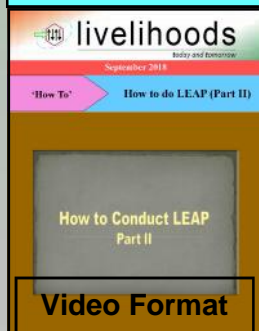 livelihoods
today and tomorrow
September 2018
'How To'
How to do LEAP (Part II)
How to Conduct LEAP
Part II
Video Format